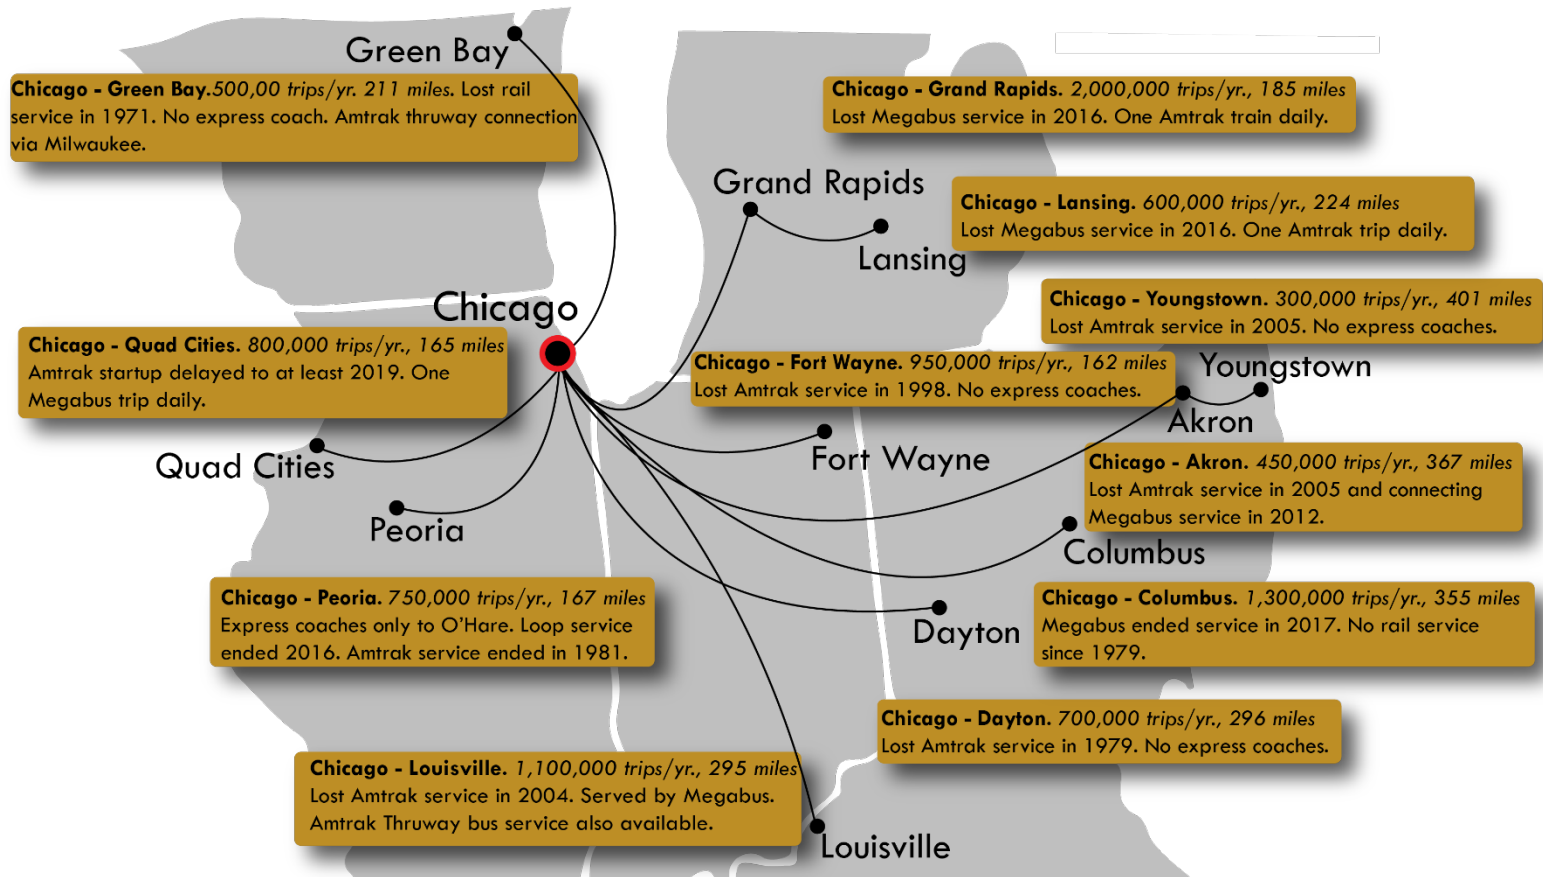 Green Bay
Chicago - Green Bay.500,00 trips/yr. 211 miles. Lost rail
service in 1971. No express coach. Amtrak thruway connection
via Milwaukee.
Chicago - Grand Rapids. 2,000,000 trips/yr., 185 miles
Lost Megabus service in 2016. One Amtrak train daily.
Grand Rapids
Chicago - Lansing. 600,000 trips/yr., 224 miles
Lost Megabus service in 2016. One Amtrak trip daily.
Lansing
Chicago
Chicago - Youngstown. 300,000 trips/yr., 401 miles
Lost Amtrak service in 2005. No express coaches.
Chicago - Quad Cities. 800,000 trips/yr., 165 miles
Amtrak startup delayed to at least 2019. One
Megabus trip daily.
Chicago - Fort Wayne. 950,000 trips/yr., 162 miles
Lost Amtrak service in 1998. No express coaches.
Youngstown
Akron
Quad Cities
Fort Wayne
Chicago - Akron. 450,000 trips/yr., 367 miles
Lost Amtrak service in 2005 and connecting
Megabus service in 2012.
Peoria
Columbus
Chicago - Peoria. 750,000 trips/yr., 167 miles
Express coaches only to O'Hare. Loop service
ended 2016. Amtrak service ended in 1981.
Dayton
Chicago - Columbus. 1,300,000 trips/yr., 355 miles
Megabus ended service in 2017. No rail service
since 1979.
Chicago - Dayton. 700,000 trips/yr., 296 miles
Lost Amtrak service in 1979. No express coaches.
Chicago - Louisville. 1,100,000 trips/yr., 295 miles
Lost Amtrak service in 2004. Served by Megabus.
Amtrak Thruway bus service also available.
Louisville